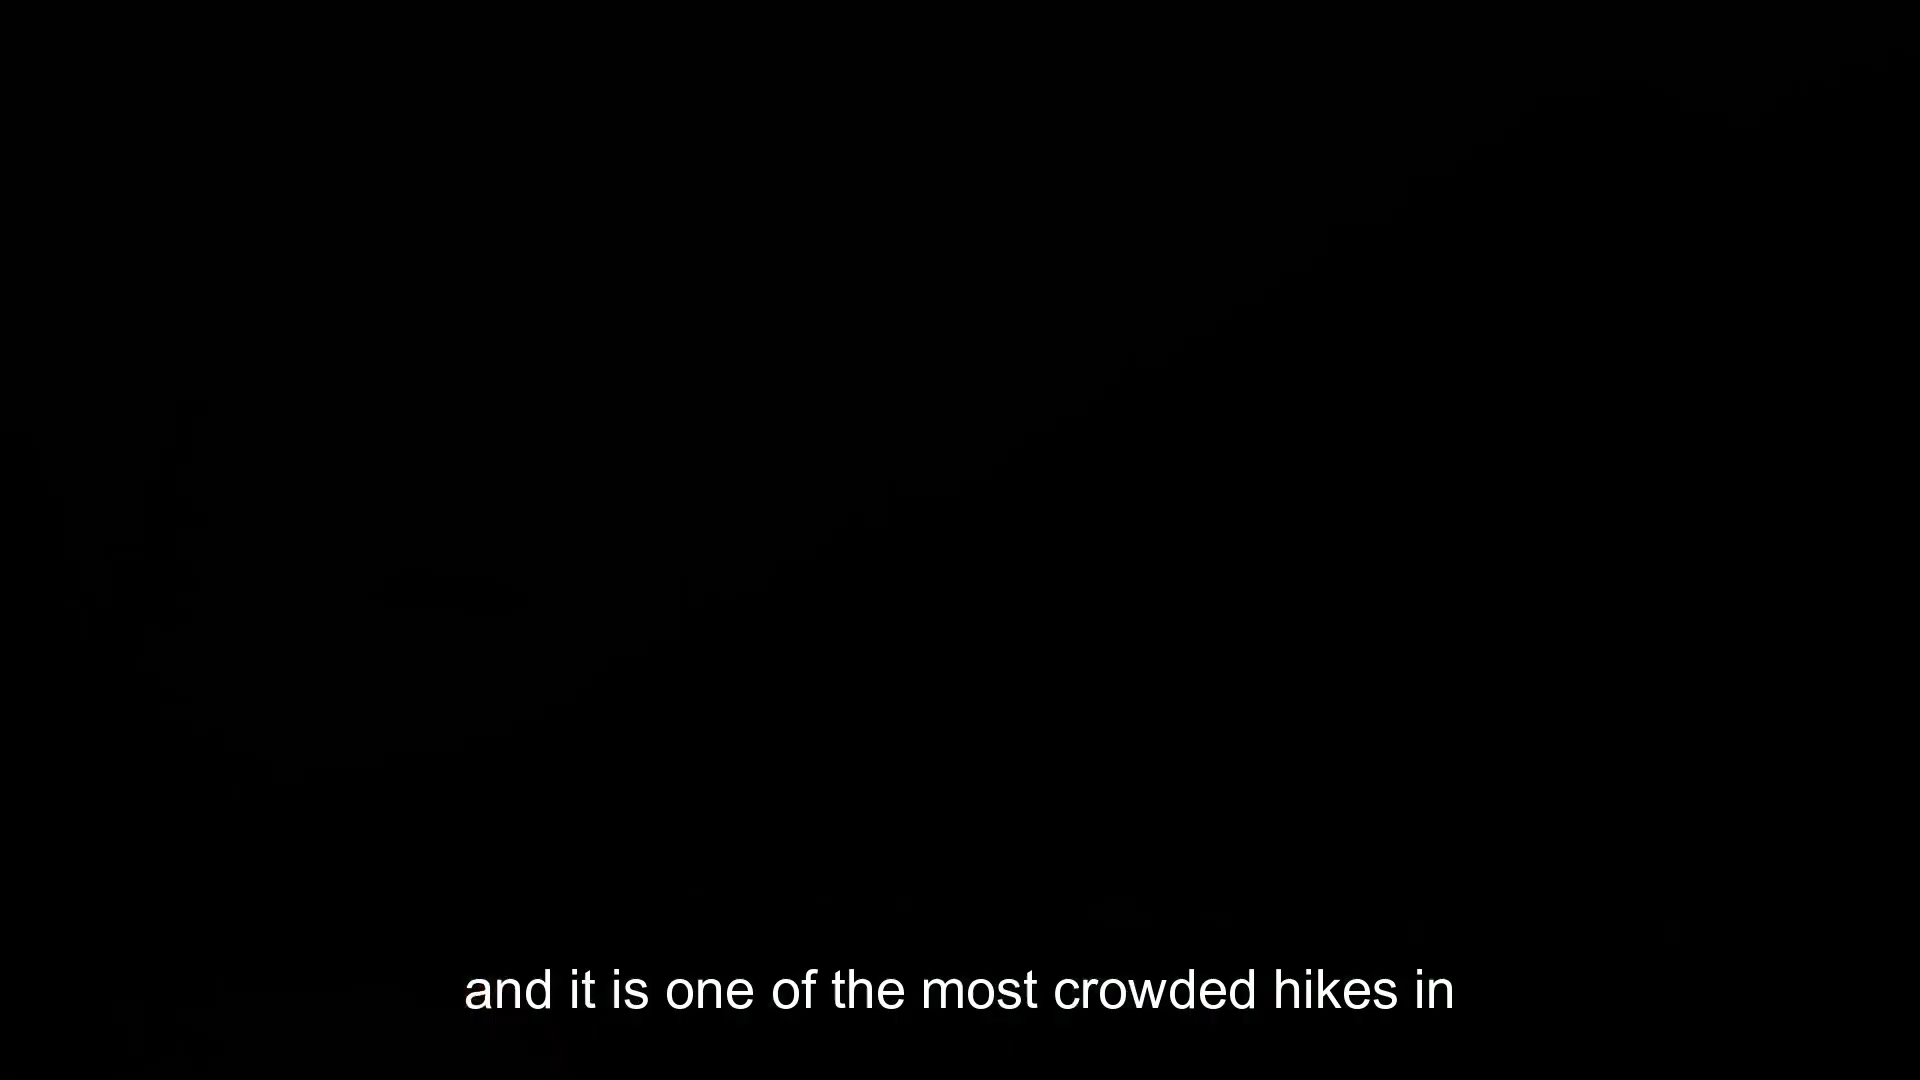 and it is one of the most crowded hikes in